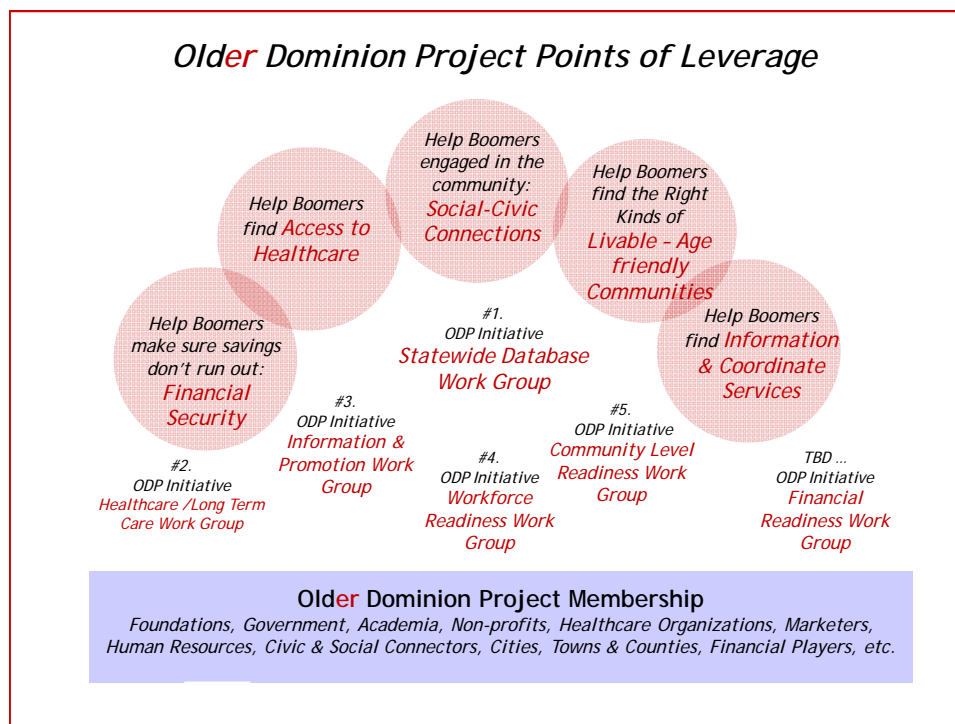 Older Dominion Project Points of Leverage
Help Boomers
engaged in the
community:
Social-Civic
Connections
Help Boomers
find the Right
Kinds of
Livable – Age
friendly
Communities
Help Boomers
find Access to
Healthcare
Help Boomers
make sure savings
don't run out:
Financial
Security
Help Boomers
find Information
& Coordinate
Services
#1.
ODP Initiative
Statewide Database
Work Group
#2.
ODP Initiative
Healthcare /Long Term
Care Work Group
#3.
ODP Initiative
Information &
Promotion Work
Group
#4.
ODP Initiative
Workforce
Readiness Work
Group
#5.
ODP Initiative
Community Level
Readiness Work
Group
TBD …
ODP Initiative
Financial
Readiness Work
Group
Older Dominion Project Membership
Foundations, Government, Academia, Non-profits, Healthcare Organizations, Marketers,
Human Resources, Civic & Social Connectors, Cities, Towns & Counties, Financial Players, etc.